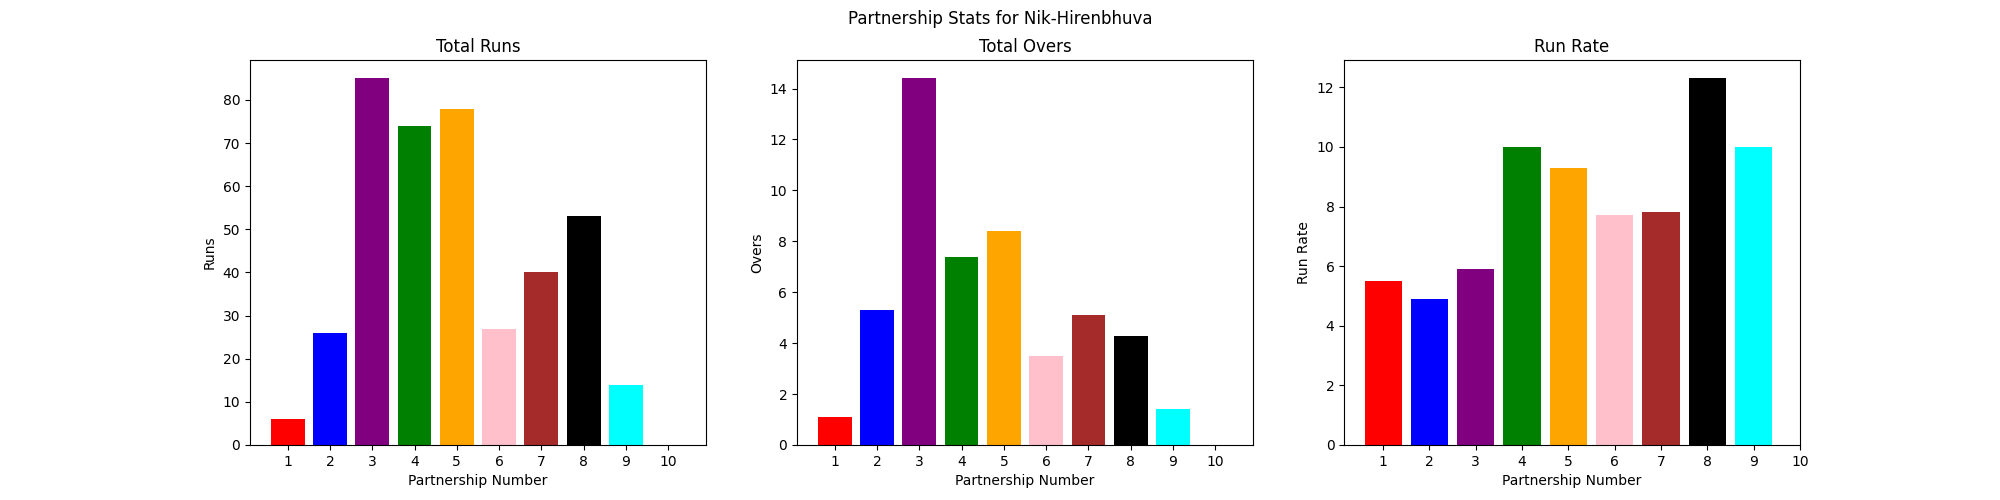 Partnership Stats for Nik-Hirenbhuva
Total Runs
Runs
80
70
60
50
40
30
20
10
0
1 2 3 4 5 6 7 8 9 10
Partnership Number
Total Overs
Overs
14
12
10
8
6
4
2
0
1 2 3 4 5 6 7 8 9 10
Partnership Number
Run Rate
Run Rate
12
10
8
6
4
2
0
1 2 3 4 5 6 7 8 9 10
Partnership Number